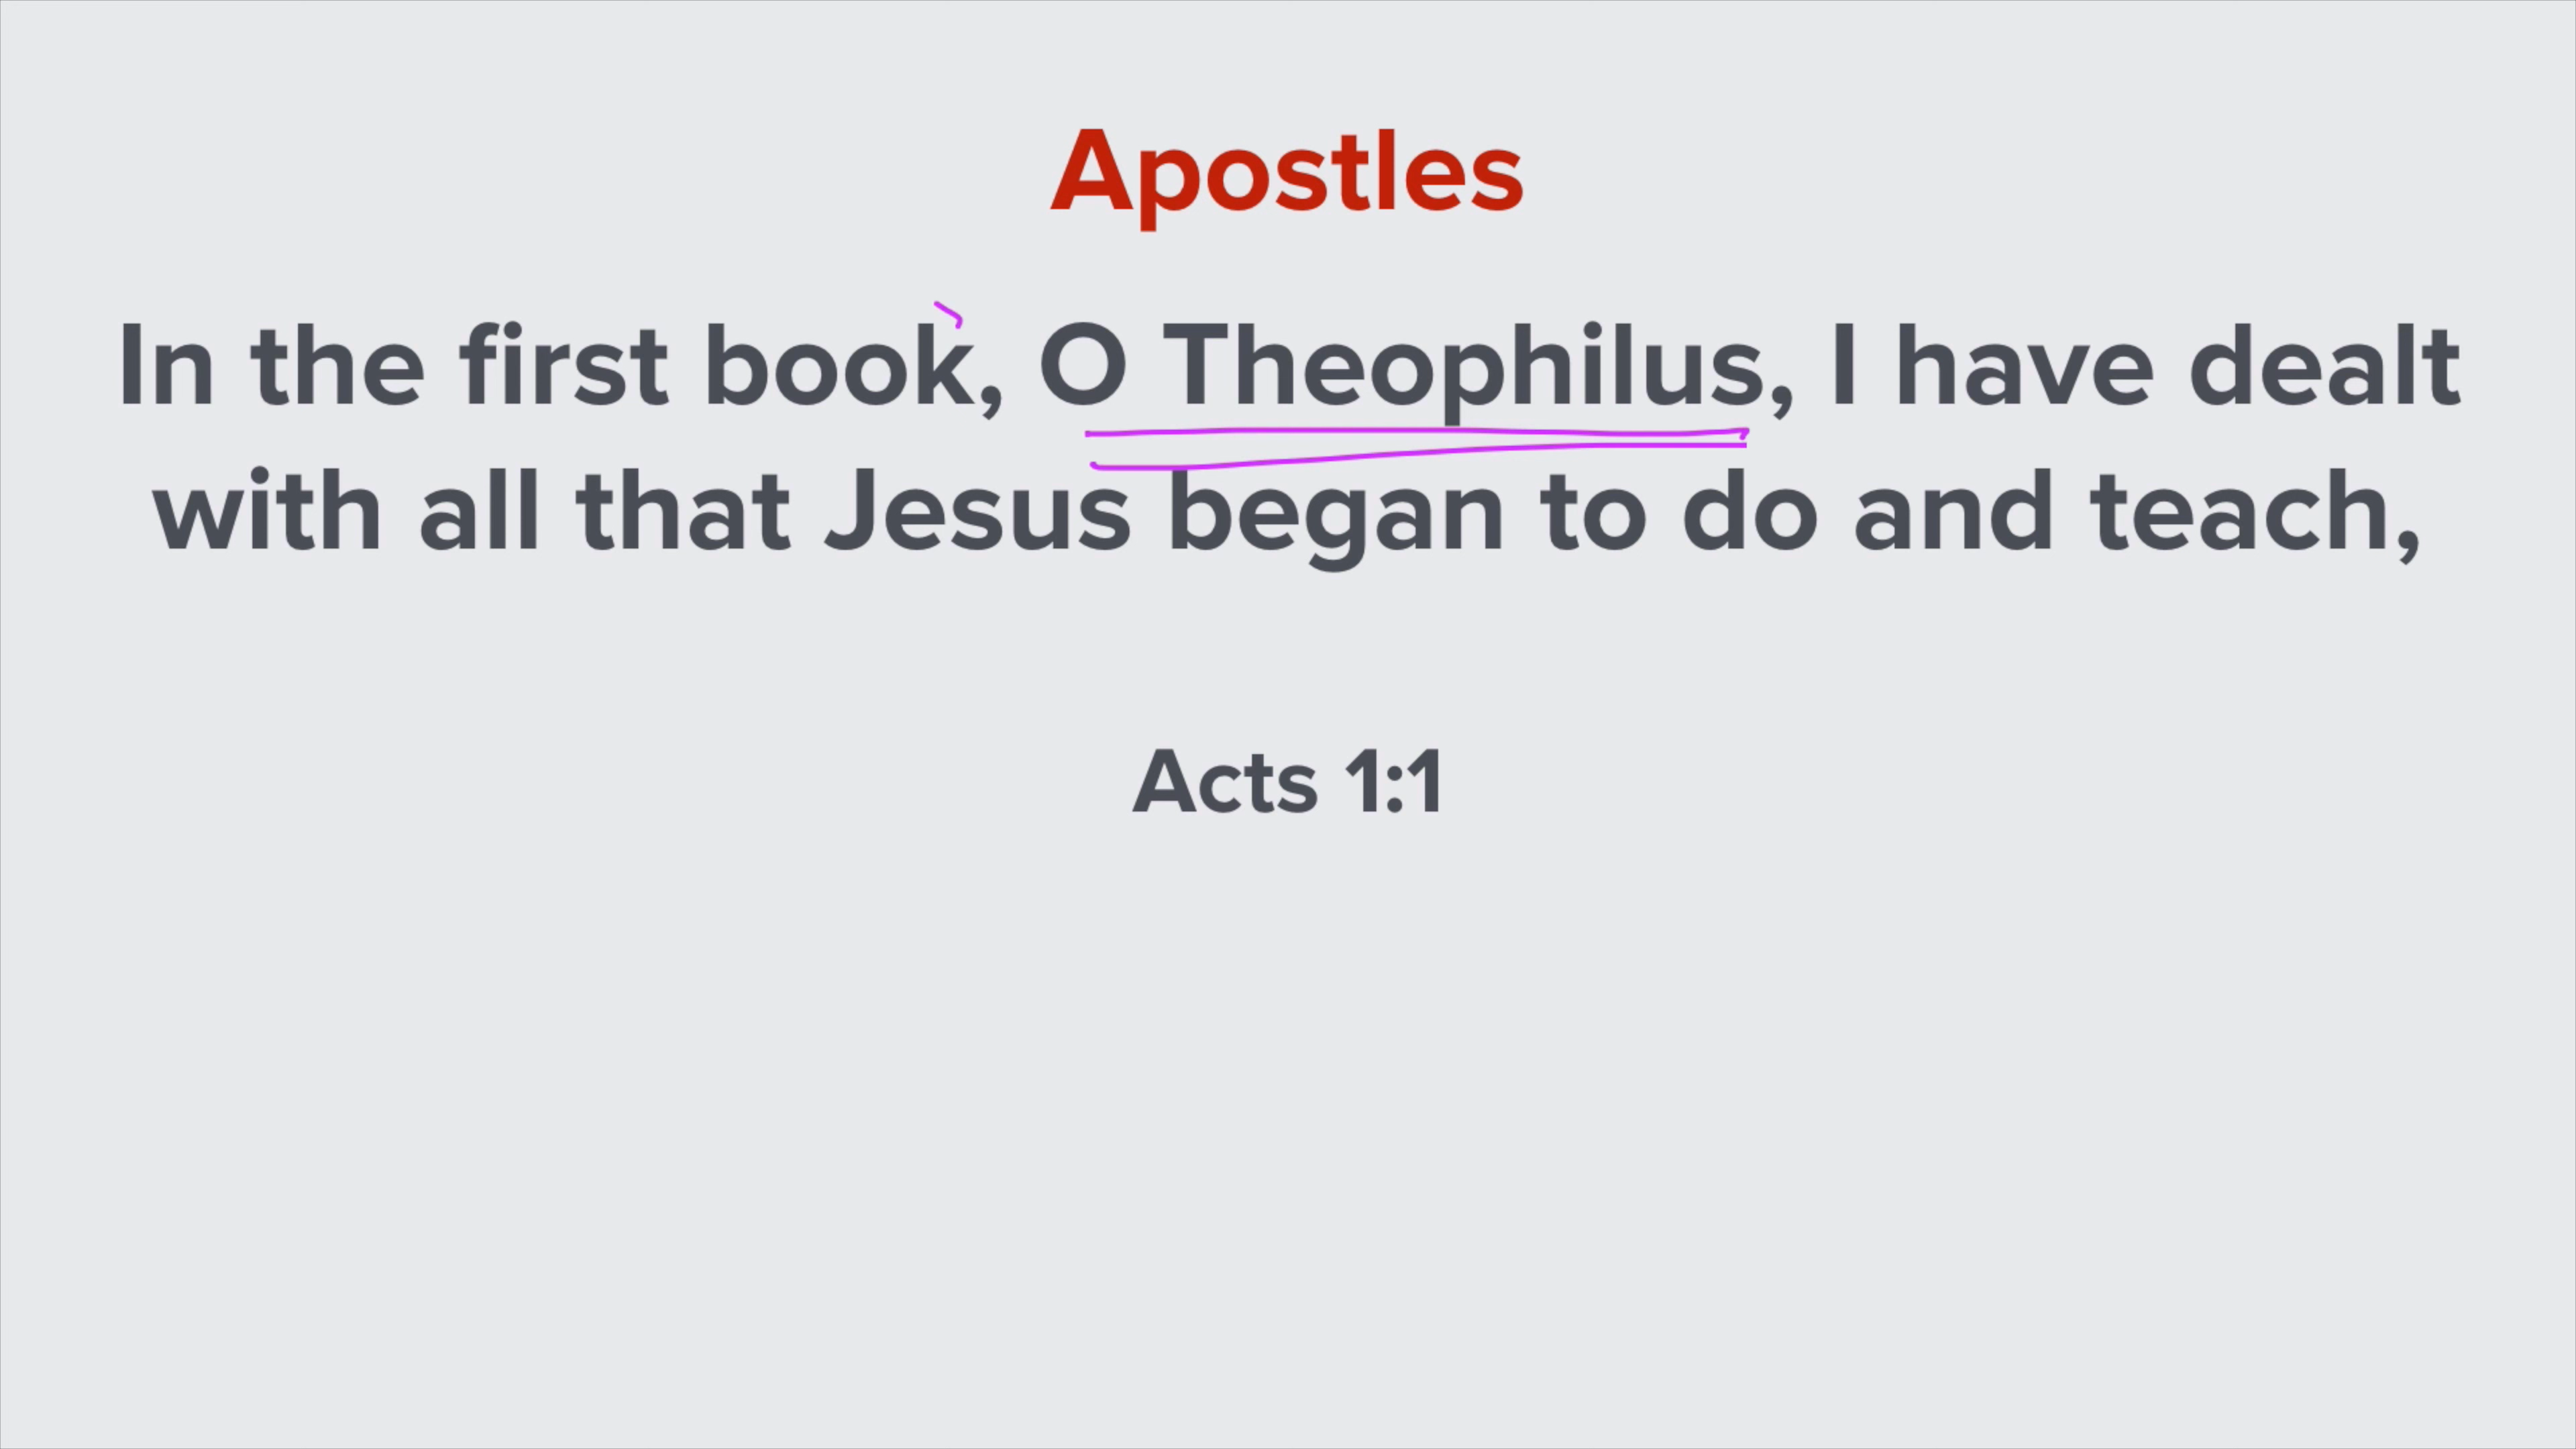 Apostles
In the first book, O Theophilus, I have dealt
with all that Jesus began to do and teach,
Acts 1:1